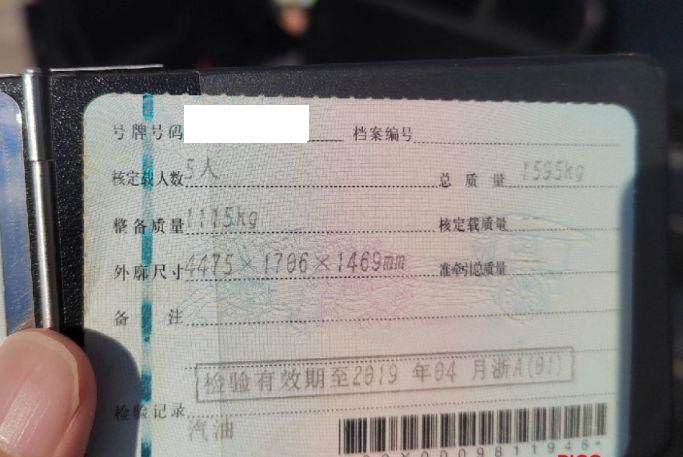 号牌号码 档案编号
核定载人数 5人 总质量 1595kg
整备质量 1115kg 核定载质量
外廓尺寸 4475×1706×1469mm 准牵引总质量
备注
检验有效期至2019年04月浙A(01)
检验记录
汽油